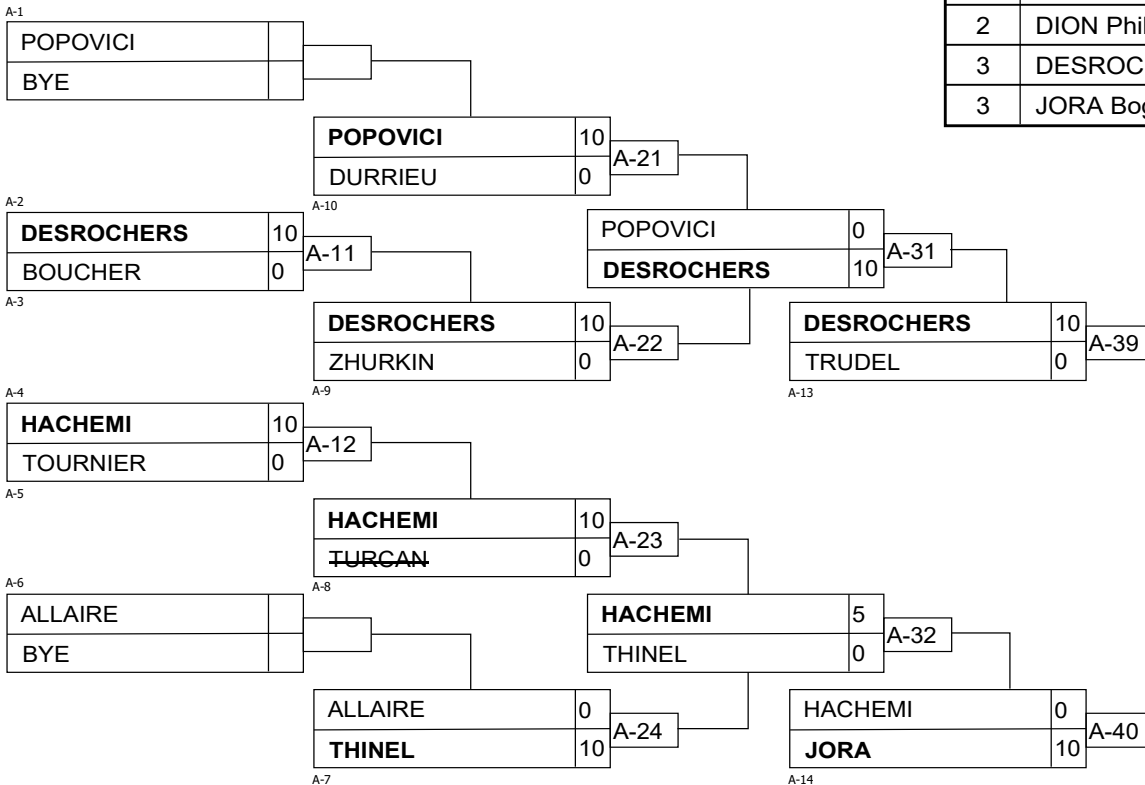 A-1
POPOVICI
BYE
2 DION
3
3 JORA
POPOVICI 10
DURRIEU 0
A-21
A-10
A-2
DESROCHERS 10
BOUCHER 0
A-11
A-3
POPOVICI 0
DESROCHERS 10
A-31
DESROCHERS 10
ZHURKIN 0
A-22
A-9
DESROCHERS 10
TRUDEL 0
A-39
A-13
A-4
HACHEMI 10
TOURNIER 0
A-12
A-5
HACHEMI 10
TURCAN 0
A-23
A-8
A-6
ALLAIRE
BYE
HACHEMI 5
THINEL 0
A-32
ALLAIRE 0
THINEL 10
A-24
A-7
HACHEMI 0
JORA 10
A-40
A-14